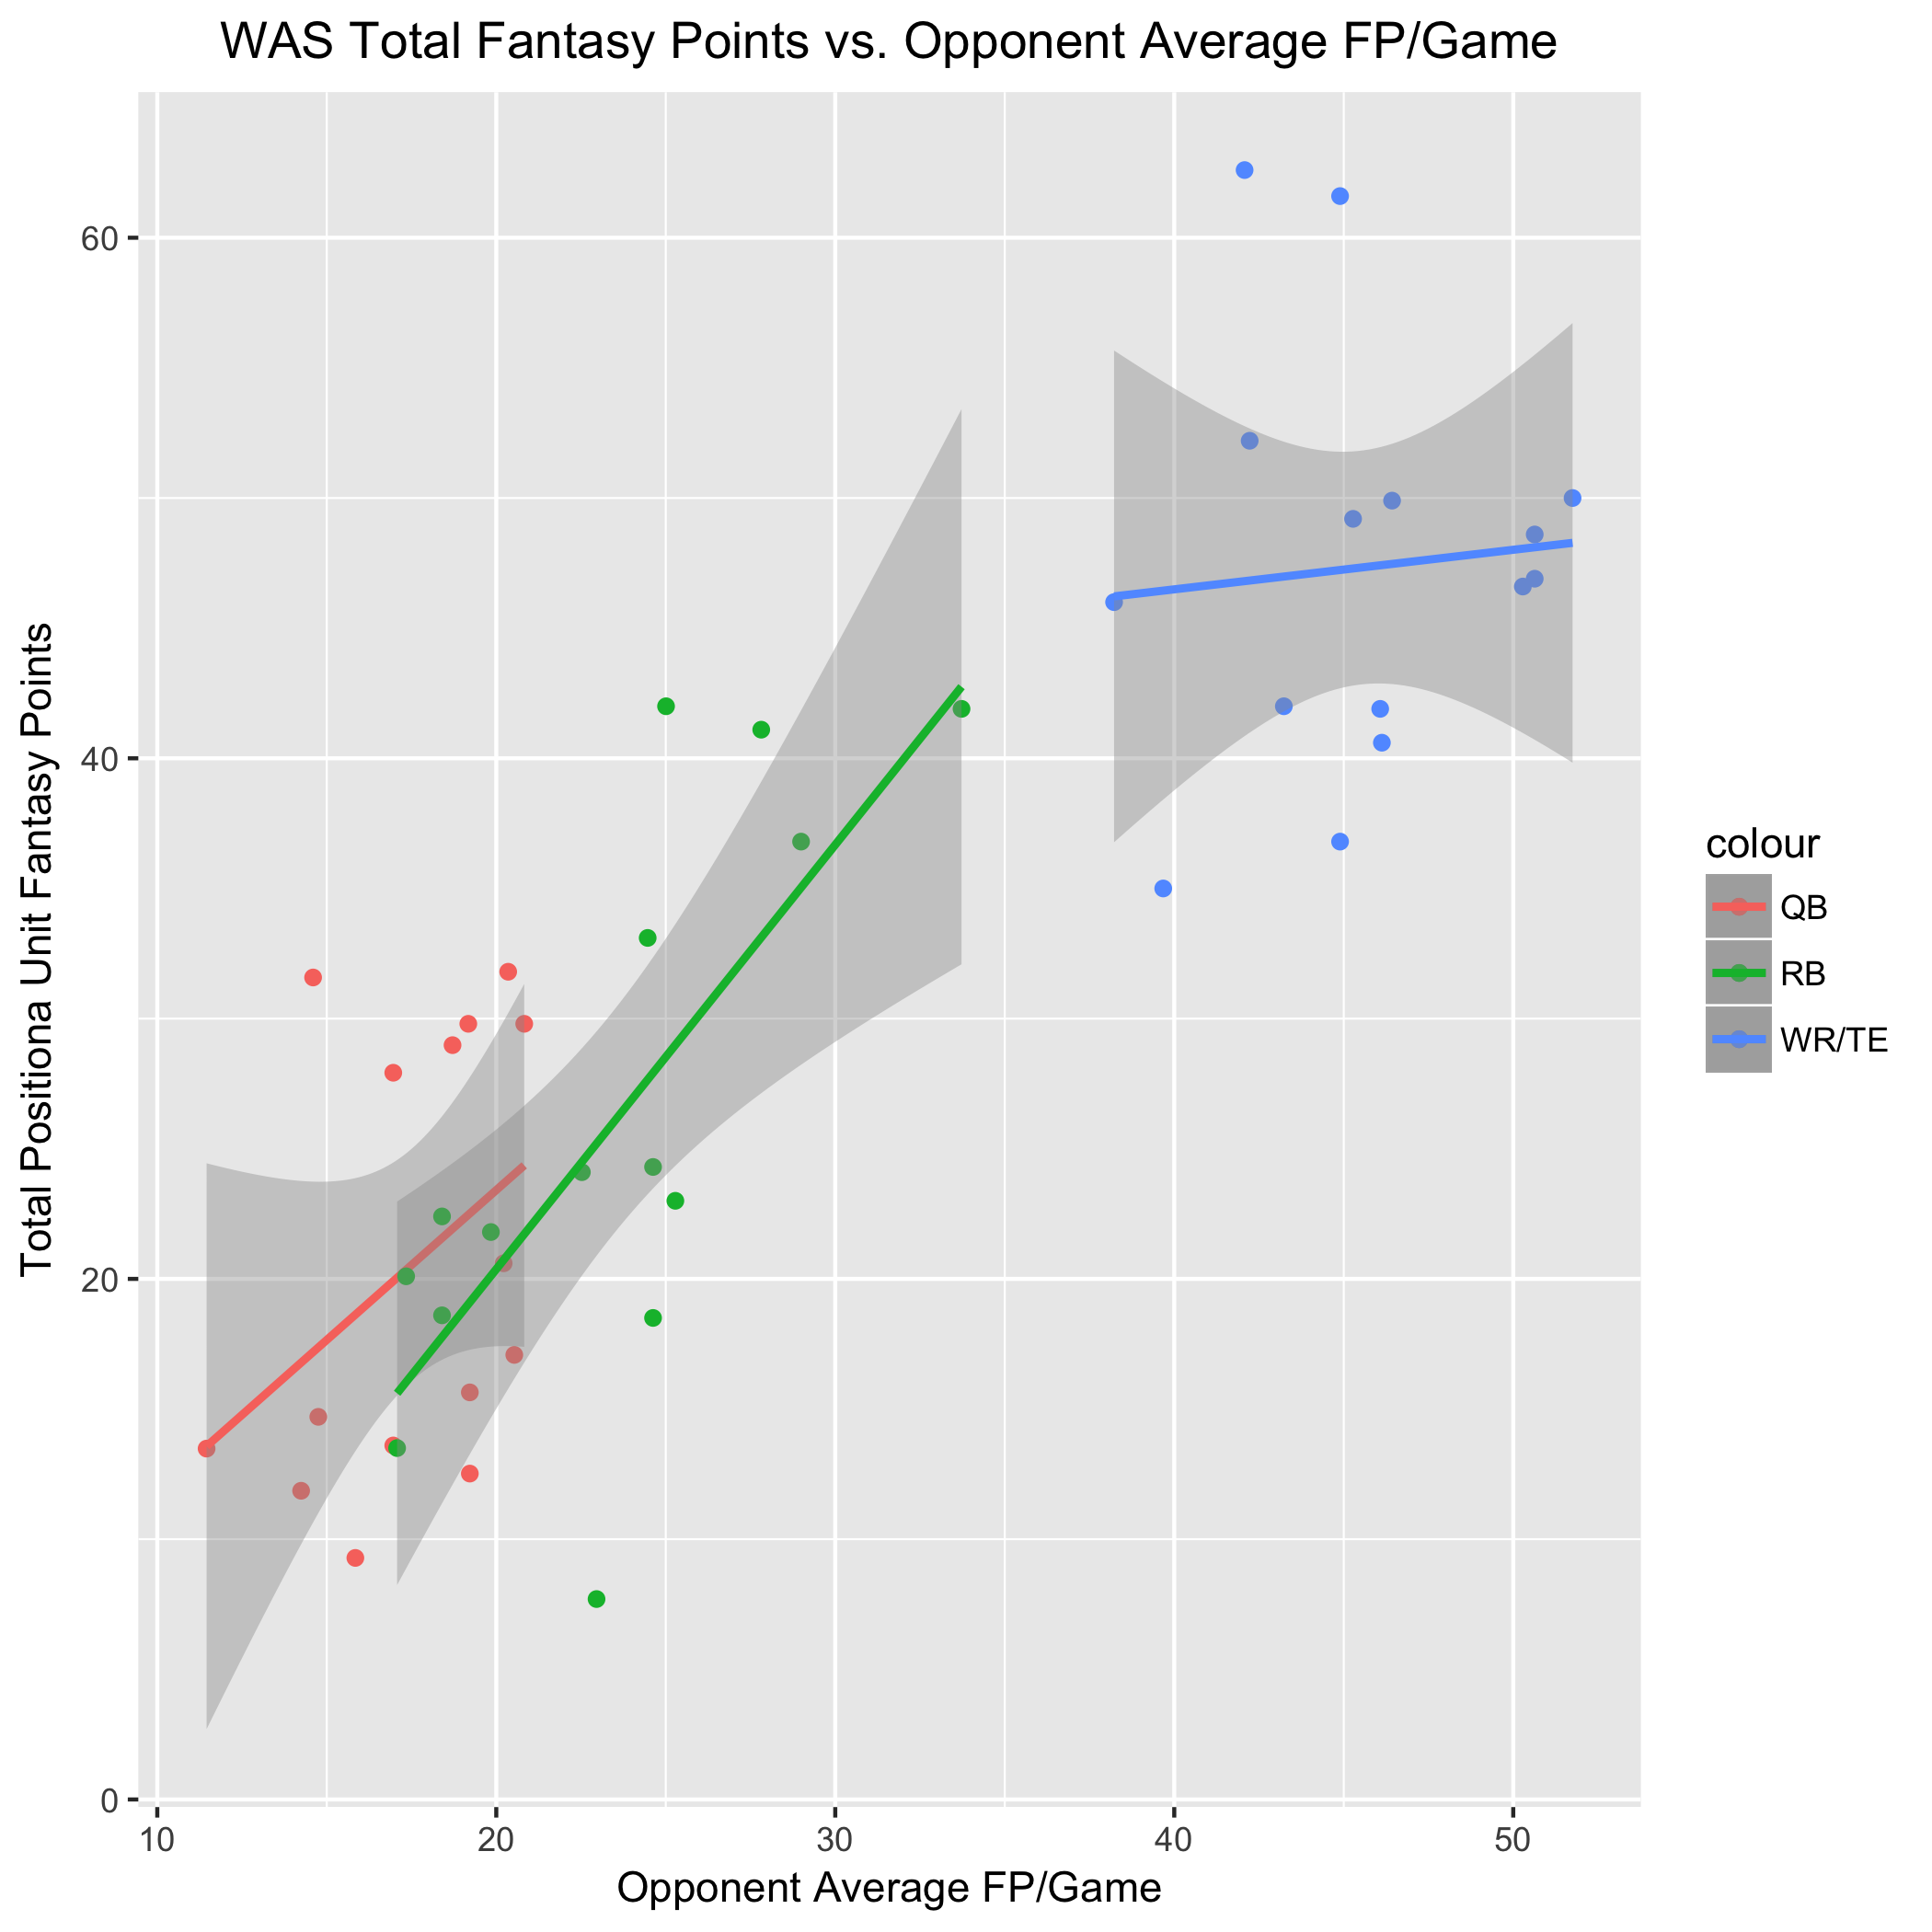 WAS Total Fantasy Points vs. Opponent Average FP/Game
Total Positiona Unit Fantasy Points
60
40
20
0
10 20 30 40 50
Opponent Average FP/Game
colour
QB
RB
WR/TE